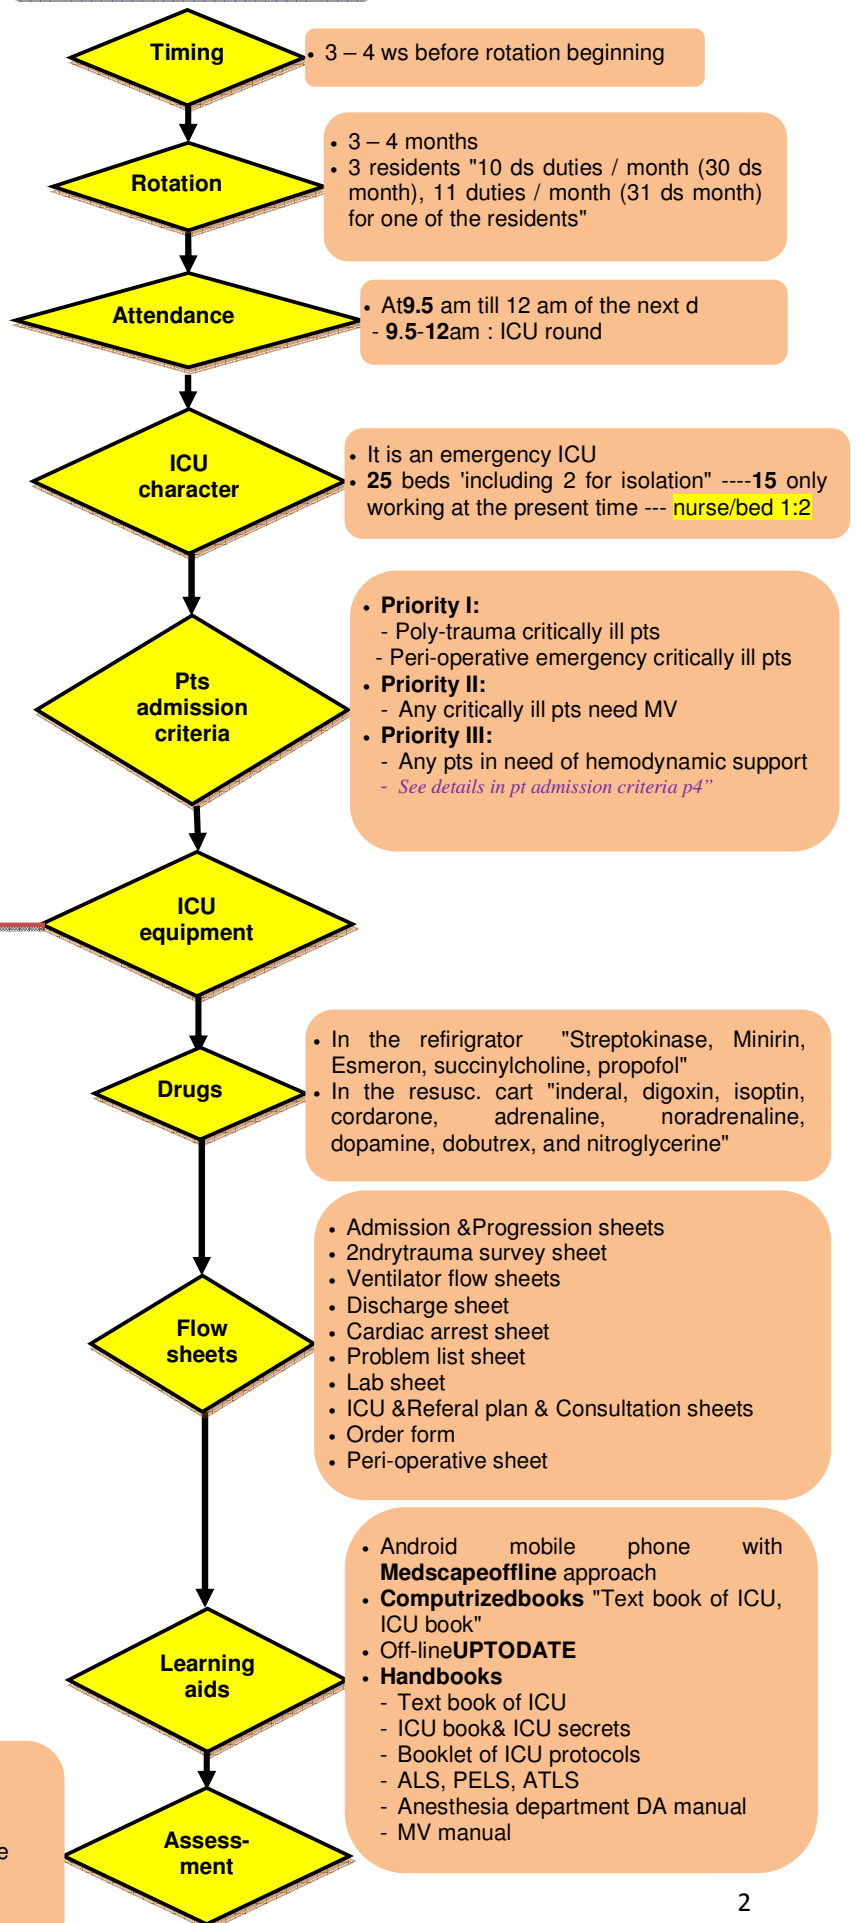 Timing
• 3 – 4 ws before rotation beginning
Rotation
• 3 – 4 months
• 3 residents "10 ds duties / month (30 ds
month), 11 duties / month (31 ds month)
for one of the residents"
Attendance
• At9.5 am till 12 am of the next d
- 9.5-12am : ICU round
ICU
character
• It is an emergency ICU
• 25 beds 'including 2 for isolation" ----15 only
working at the present time --- nurse/bed 1:2
Pts
admission
criteria
• Priority I:
- Poly-trauma critically ill pts
- Peri-operative emergency critically ill pts
• Priority II:
- Any critically ill pts need MV
• Priority III:
- Any pts in need of hemodynamic support
- See details in pt admission criteria p4”
ICU
equipment
Drugs
• In the refirigrator "Streptokinase, Minirin,
Esmeron, succinylcholine, propofol"
• In the resusc. cart "inderal, digoxin, isoptin,
cordarone, adrenaline, noradrenaline,
dopamine, dobutrex, and nitroglycerine"
Flow
sheets
• Admission &Progression sheets
• 2ndrytrauma survey sheet
• Ventilator flow sheets
• Discharge sheet
• Cardiac arrest sheet
• Problem list sheet
• Lab sheet
• ICU &Referal plan & Consultation sheets
• Order form
• Peri-operative sheet
Learning
aids
• Android mobile phone with
Medscapeoffline approach
• Computrizedbooks "Text book of ICU,
ICU book"
• Off-lineUPTODATE
• Handbooks
- Text book of ICU
- ICU book& ICU secrets
- Booklet of ICU protocols
- ALS, PELS, ATLS
- Anesthesia department DA manual
- MV manual
Assess-
ment
e
2